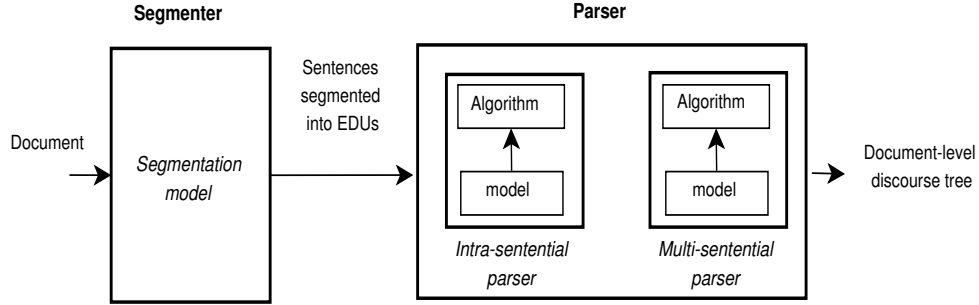 Segmenter
Parser
Document
Segmentation
model
Sentences
segmented
into EDUs
Algorithm
model
Intra-sentential
parser
Algorithm
model
Multi-sentential
parser
Document-level
discourse tree